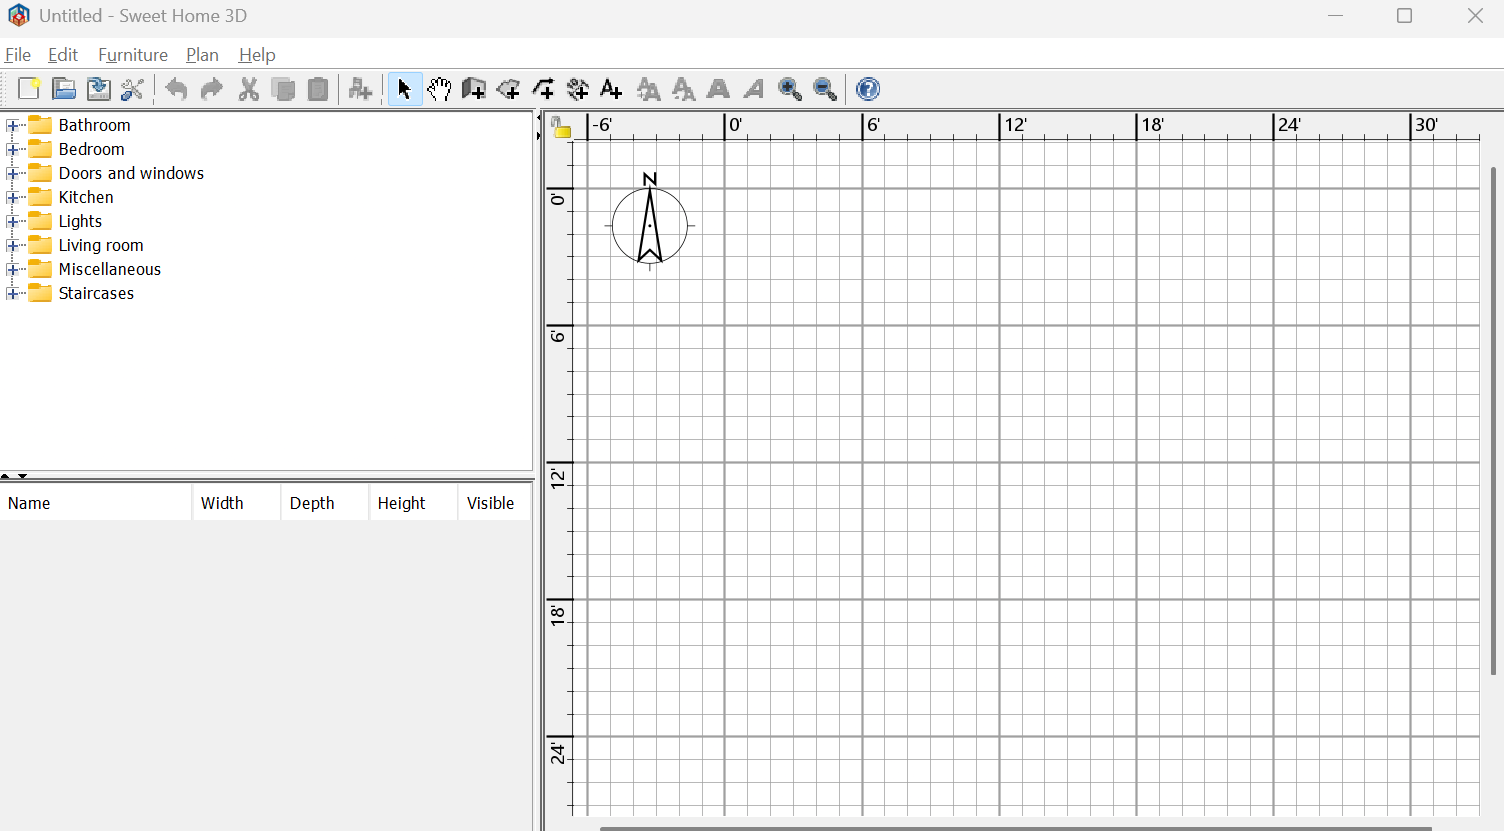 Untitled - Sweet Home 3D
File Edit Furniture Plan Help
Bathroom
Bedroom
Doors and windows
Kitchen
Lights
Living room
Miscellaneous
Staircases
Name Width Depth Height Visible
-6' 0' 6' 12' 18' 24' 30'
N
0'
6'
12'
18'
24'